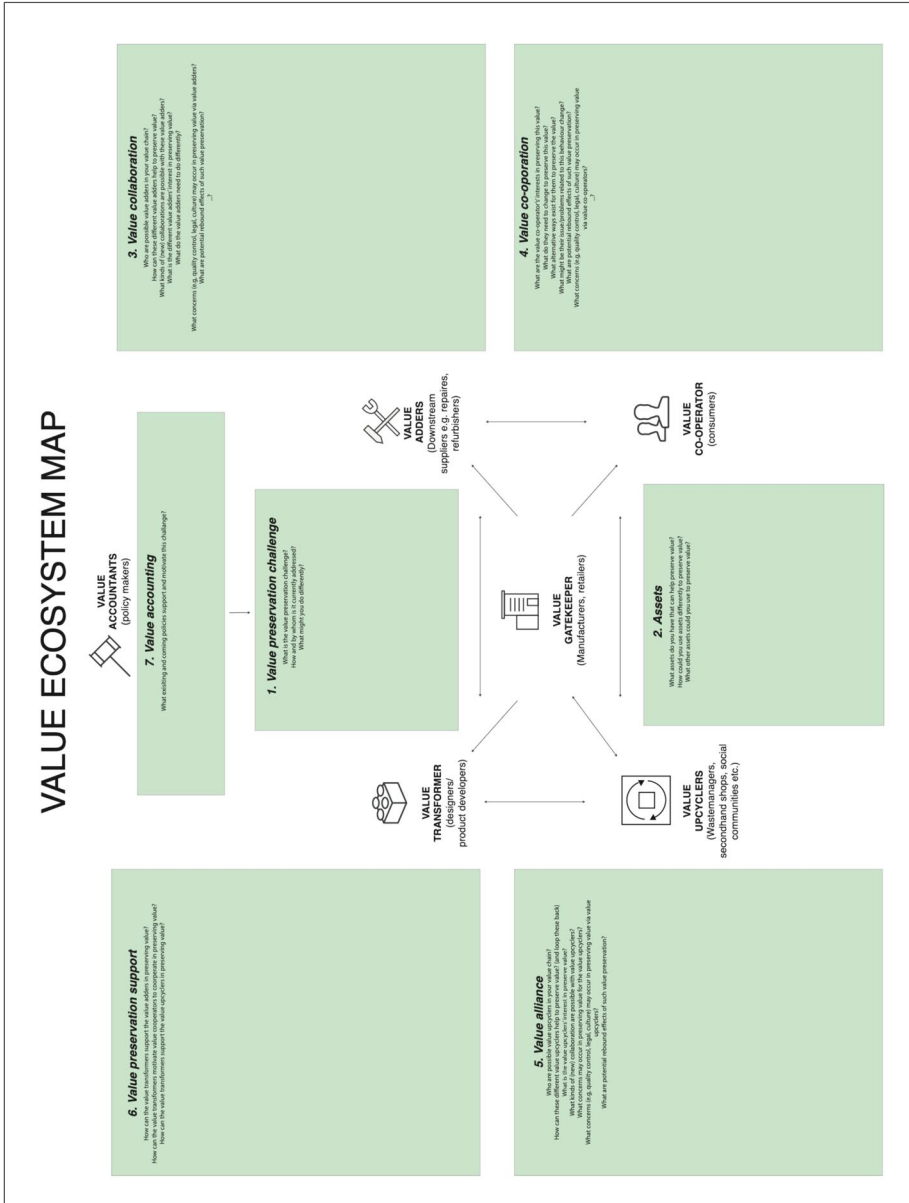 VALUE ECOSYSTEM MAP
VALUE
ACCOUNTANTS
(policy makers)
7. Value accounting
What exisiting and coming policies support and motivate this challange?
6. Value preservation support
How can the value transformers support the value adders in preserving value?
How can the value transformers motivate value cooperators to coorperate in preserving value?
How can the value transformers support the value upcyclers in preserving value?
1. Value preservation challenge
What is the value preservation challenge?
How and by whom is it currently addressed?
What might you do differently?
3. Value collaboration
Who are possible value adders in your value chain?
How can these different value adders help to preserve value?
What kinds of (new) collaborations are possible with these value adders?
What is the different value adders' interest in preserving value?
What do the value adders need to do differently?
What concerns (e.g, quality control, legal, culture) may occur in preserving value via value adders?
What are potential rebound effects of such value preservation?
...?
VALUE
TRANSFORMER
(designers/
product developers)
VALUE
ADDERS
(Downstream
suppliers e.g. repaires,
refurbishers)
VALUE
GATEKEEPER
(Manufacturers, retailers)
VALUE
UPCYCLERS
(Wastemanagers,
secondhand shops, social
communities etc.)
VALUE
CO-OPERATOR
(consumers)
5. Value alliance
Who are possible value upcyclers in your value chain?
How can these different value upcyclers help to preserve value? (and loop these back)
What is the value upcyclers' interest in preserve value?
What kinds of (new) collaboration are possible with value upcyclers?
What concerns may occur in preserving value for the value upcyclers?
What concerns (e.g, quality control, legal, culture) may occur in preserving value via value
upcyclers?
What are potential rebound effects of such value preservation?
2. Assets
What assets do you have that can help preserve value?
How could you use assets differently to preserve value?
What other assets could you use to preserve value?
4. Value co-oporation
What are the value co-operator' interests in preserving this value?
What do they need to change to preserve this value?
What alternative ways exist for them to preserve the value?
What might be their issue/problems related to this behaviour change?
What are potential rebound effects of such value preservation?
What concerns (e.g, quality control, legal, culture) may occur in preserving value
via value co-operators?
...?